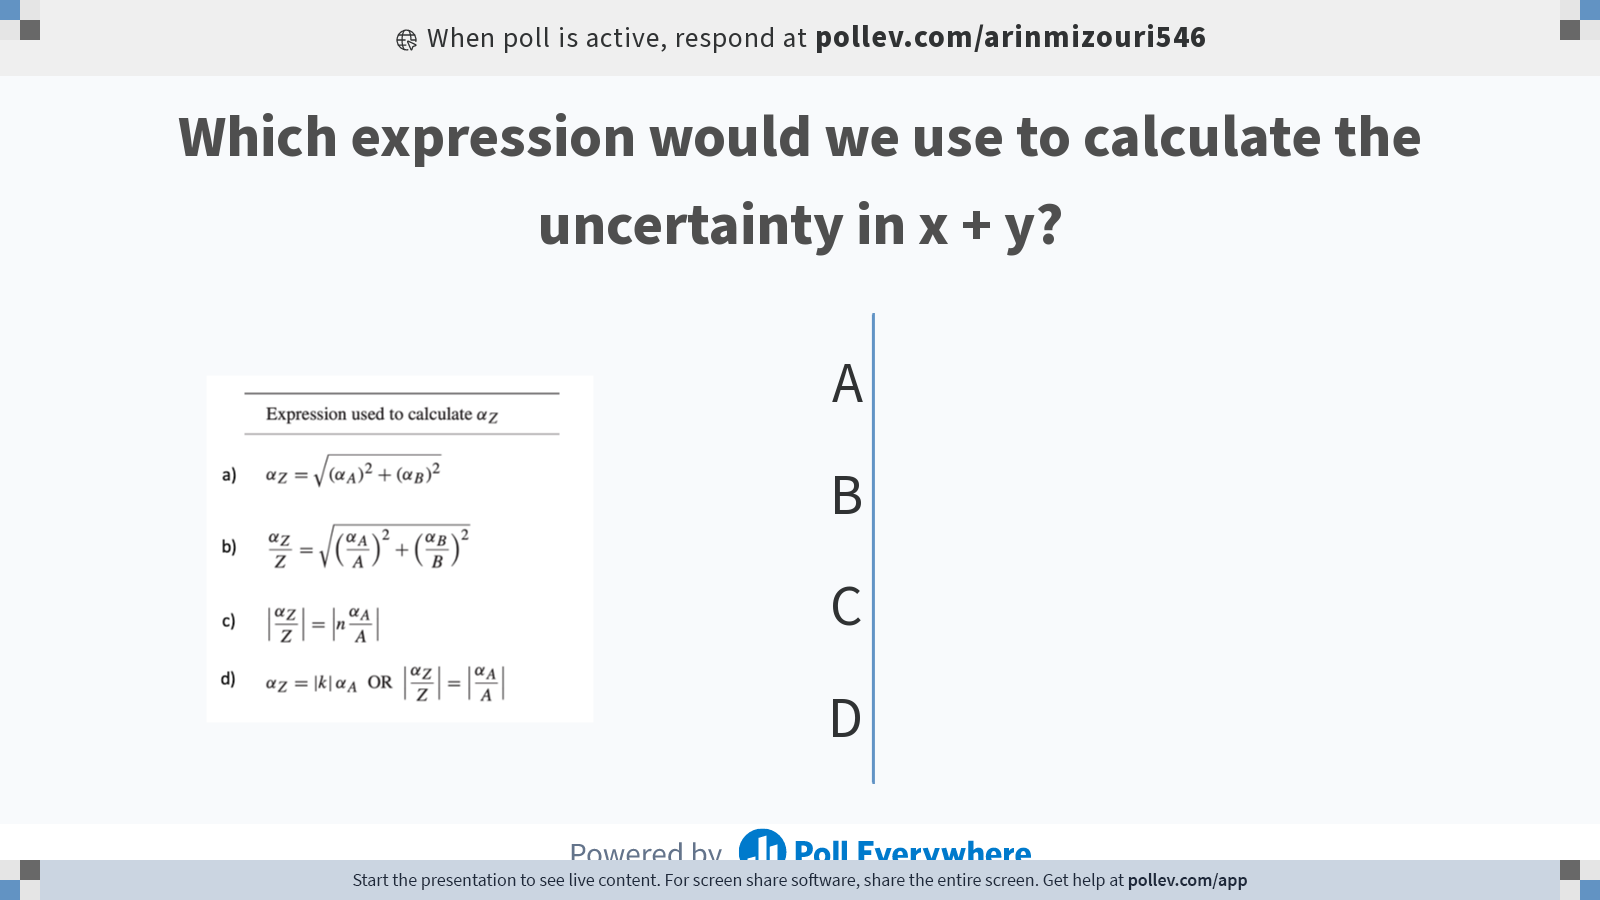 When poll is active, respond at pollev.com/arinmizouri546
Which expression would we use to calculate the
uncertainty in x + y?
Expression used to calculate αZ
a) αZ = √((αA)² + (αB)²)
b) αZ/Z = √((αA/A)² + (αB/B)²)
c) |αZ/Z| = |n αA/A|
d) αZ = |k|αA OR |αZ/Z| = |αA/A|
A
B
C
D
Powered by Poll Everywhere
Start the presentation to see live content. For screen share software, share the entire screen. Get help at pollev.com/app